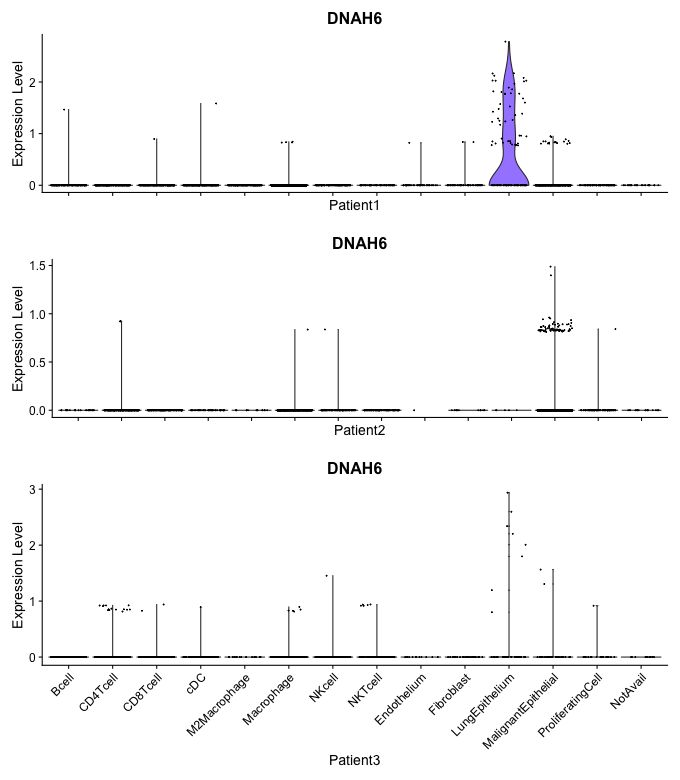 DNAH6
Expression Level
2
1
0
Patient1
DNAH6
Expression Level
1.5
1.0
0.5
0.0
Patient2
DNAH6
Expression Level
3
2
1
0
Bcell
CD4Tcell
CD8Tcell
cDC
M2Macrophage
Macrophage
NKcell
NKTcell
Endothelium
Fibroblast
LungEpithelium
MalignantEpithelial
ProliferatingCell
NotAvail
Patient3